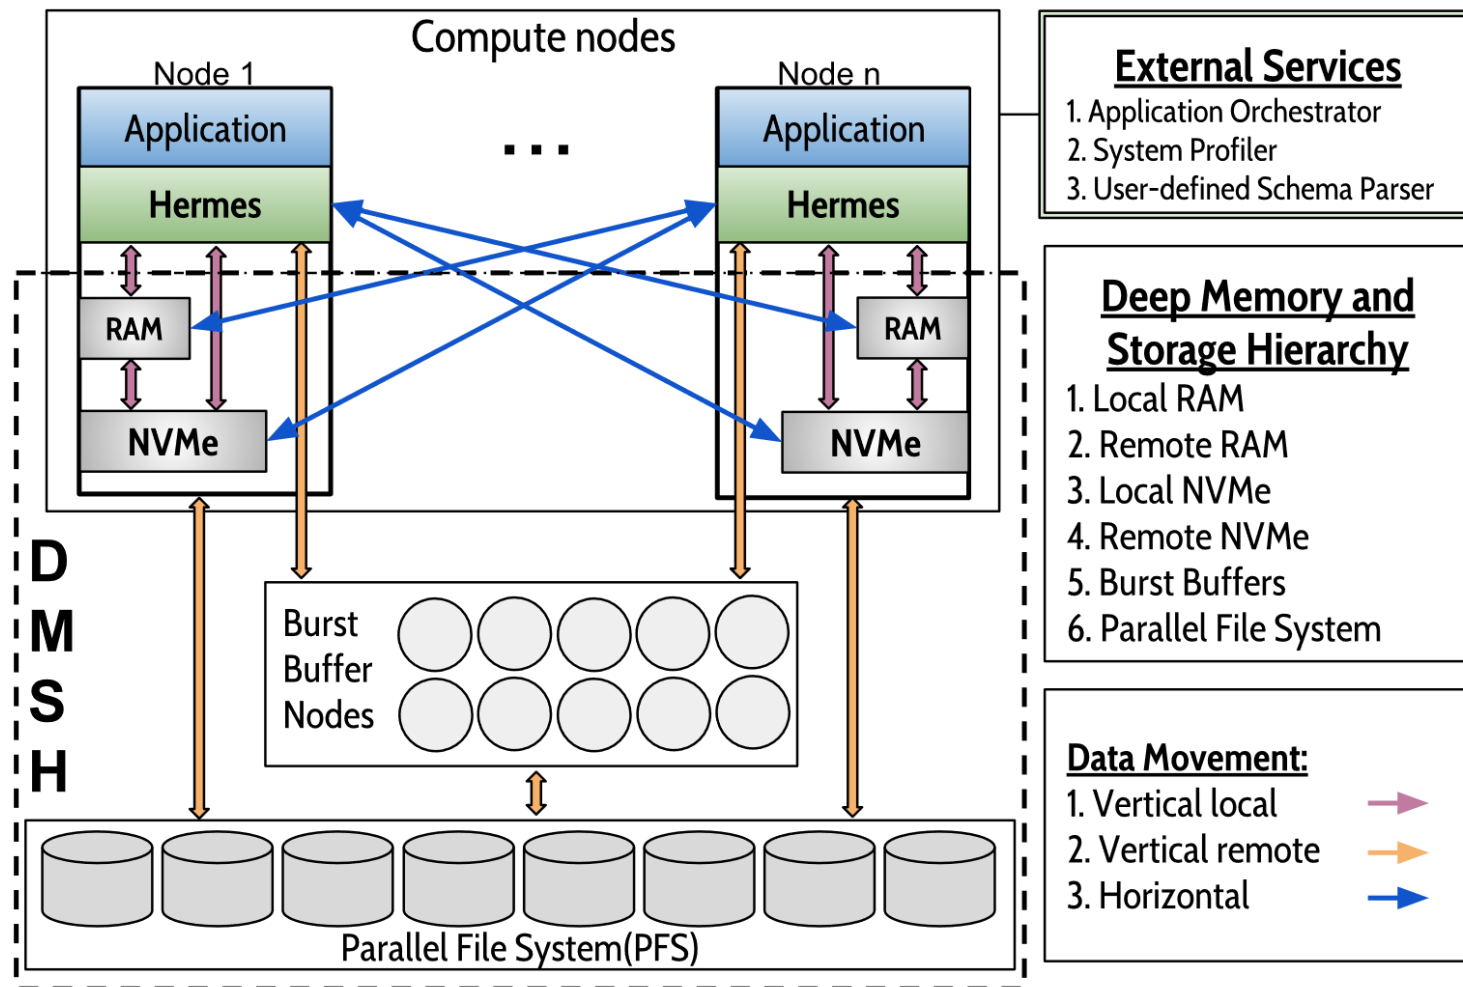 Compute nodes
Node 1
Node n
Application
Application
...
Hermes
Hermes
RAM
RAM
NVMe
NVMe
D
M
S
H
Burst
Buffer
Nodes
Parallel File System(PFS)
External Services
1. Application Orchestrator
2. System Profiler
3. User-defined Schema Parser
Deep Memory and
Storage Hierarchy
1. Local RAM
2. Remote RAM
3. Local NVMe
4. Remote NVMe
5. Burst Buffers
6. Parallel File System
Data Movement:
1. Vertical local
2. Vertical remote
3. Horizontal